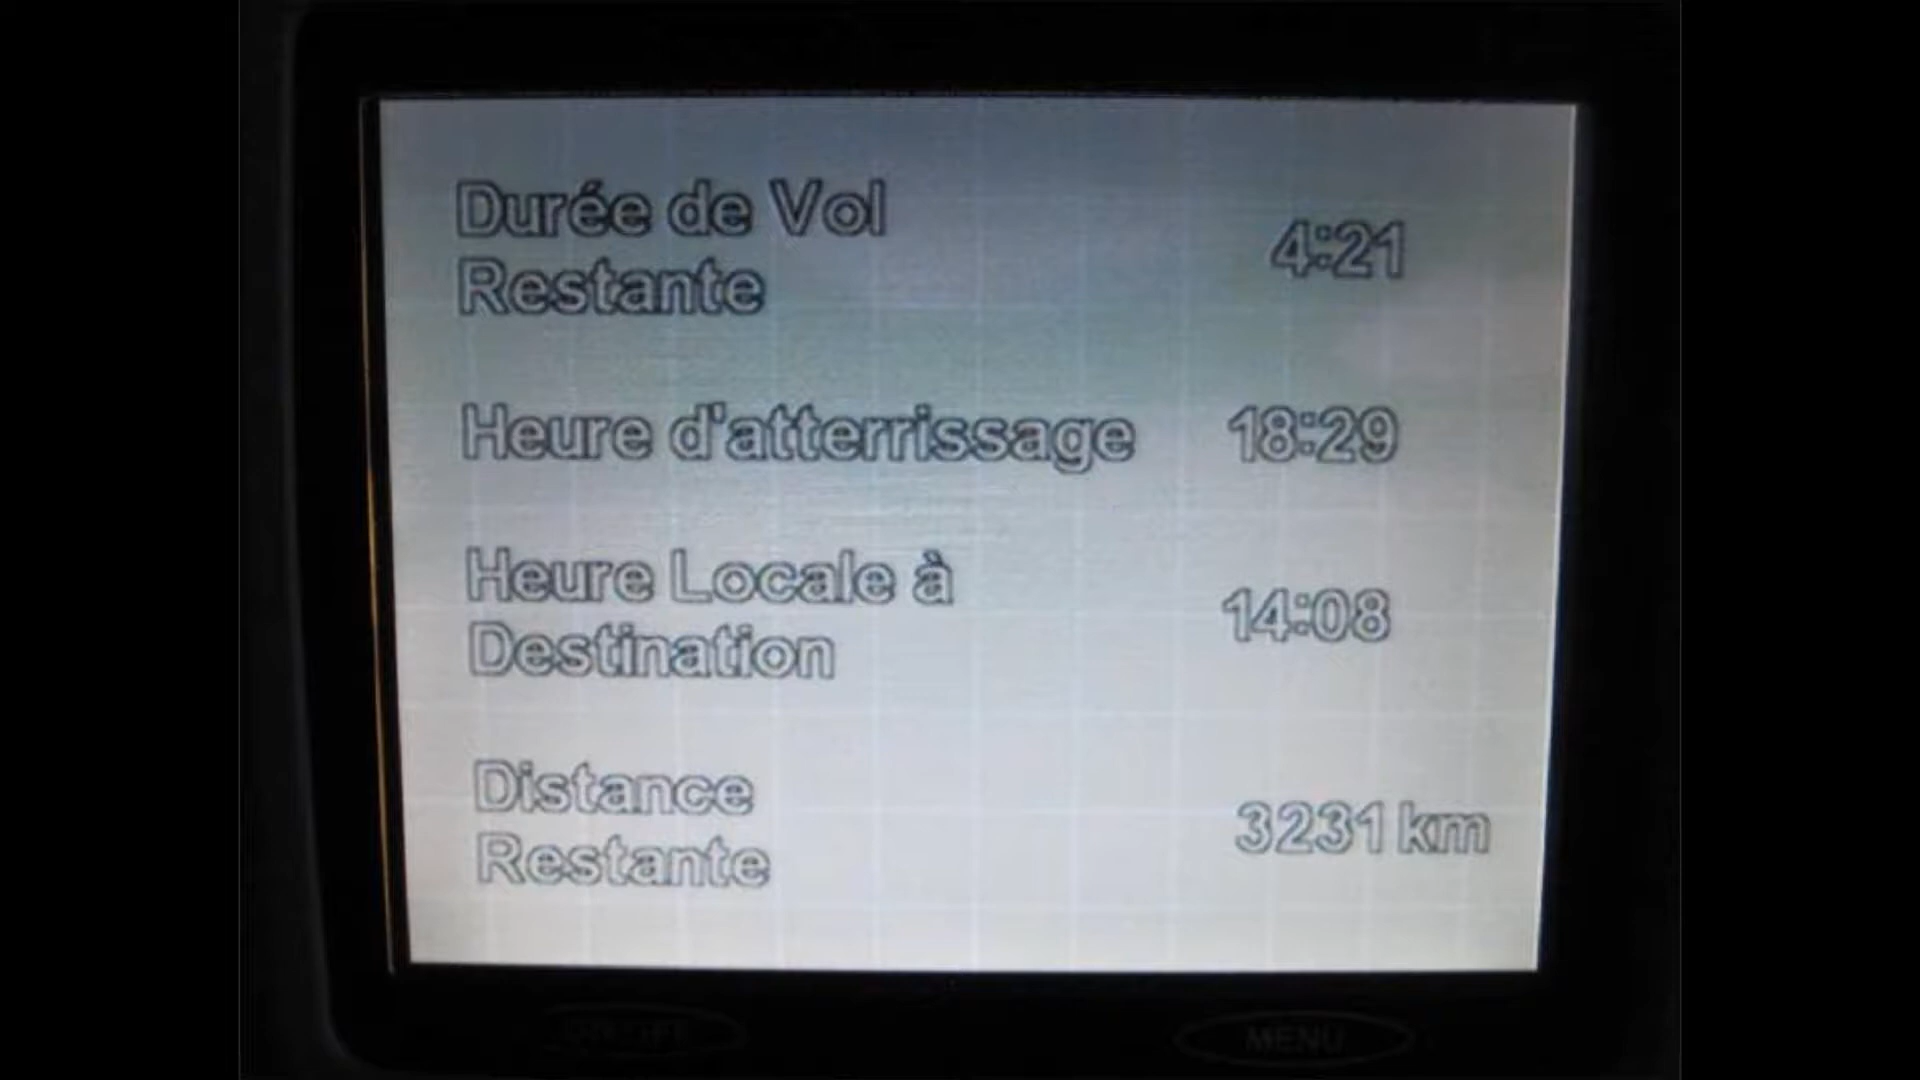 Durée de Vol
Restante
4:21
Heure d'atterrissage 18:29
Heure Locale à
Destination
14:08
Distance
Restante
3231 km
MENU